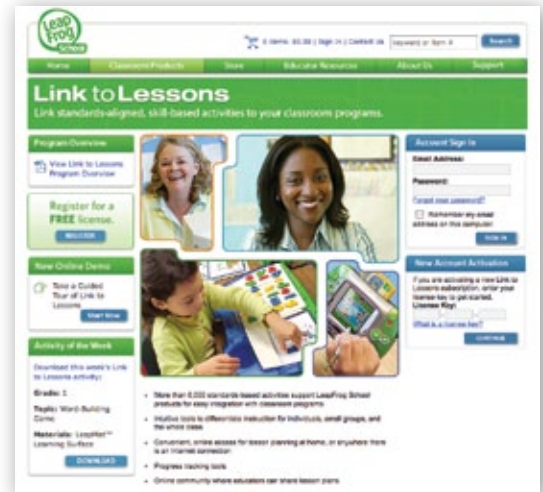 Leap
Frog
School
0 items $0.00 | Sign In | Contact Us
Keyword or Item #
Search
Home
Classroom Products
Store
Educator Resources
About Us
Support
Link to Lessons
Link standards-aligned, skill-based activities to your classroom programs.
Program Overview
View Link to Lessons
Program Overview
Register for a
FREE license.
REGISTER
New Online Demo
Take a Guided
Tour of Link to
Lessons
Start Now
Activity of the Week
Download this week's Link
to Lessons activity:
Grade: 1
Topic: Word-Building
Game
Materials: LeapMat™
Learning Surface
DOWNLOAD
• More than 6,000 standards-based activities support LeapFrog School
products for easy integration with classroom programs
• Intuitive tools to differentiate instruction for individuals, small groups, and
the whole class
• Convenient, online access for lesson planning at home, or anywhere there
is an internet connection
• Progress tracking tools
• Online community where educators can share lesson plans
Account Sign In
Email Address:
Password:
Forgot your password?
Remember my email
address on this computer
SIGN IN
New Account Activation
If you are activating a new Link to
Lessons subscription, enter your
license key to get started.
License Key:
What is a license key?
CONTINUE